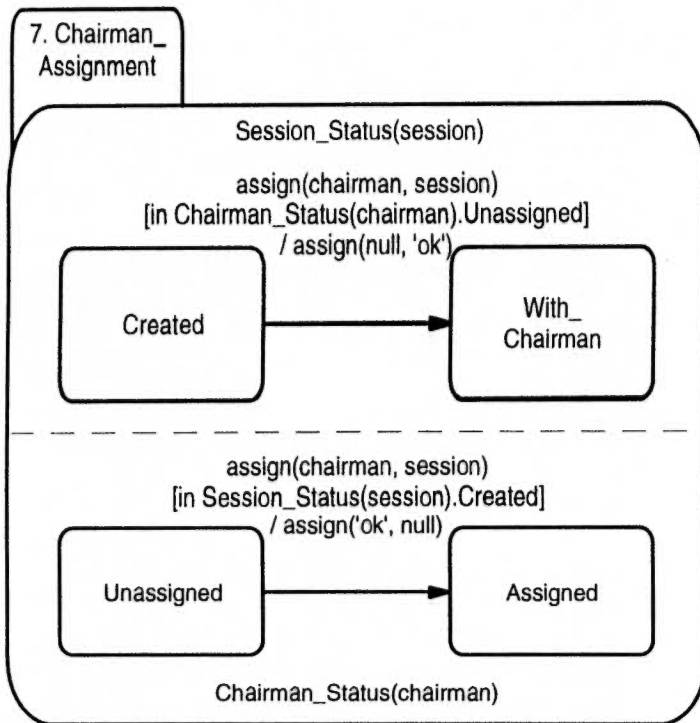 7. Chairman_
Assignment
Session_Status(session)
assign(chairman, session)
[in Chairman_Status(chairman).Unassigned]
/ assign(null, 'ok')
Created
With_
Chairman
assign(chairman, session)
[in Session_Status(session).Created]
/ assign('ok', null)
Unassigned
Assigned
Chairman_Status(chairman)